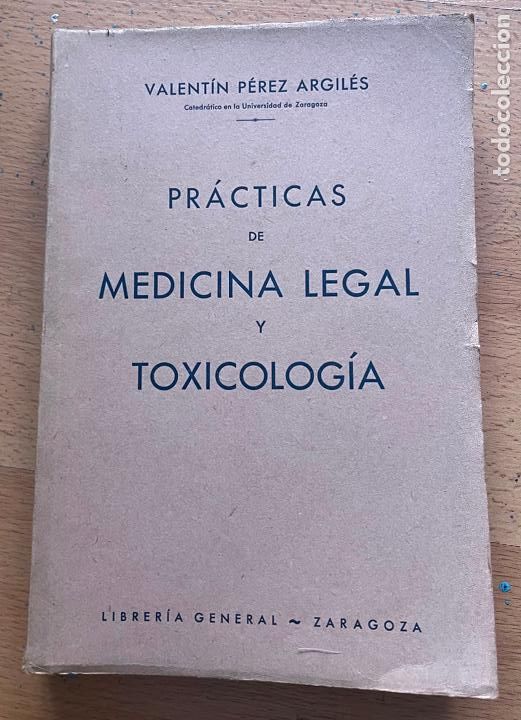 VALENTÍN PÉREZ ARGILÉS
Catedrático en la Universidad de Zaragoza
PRÁCTICAS
DE
MEDICINA LEGAL
Y
TOXICOLOGÍA
LIBRERÍA GENERAL ~ ZARAGOZA
todocoleccion